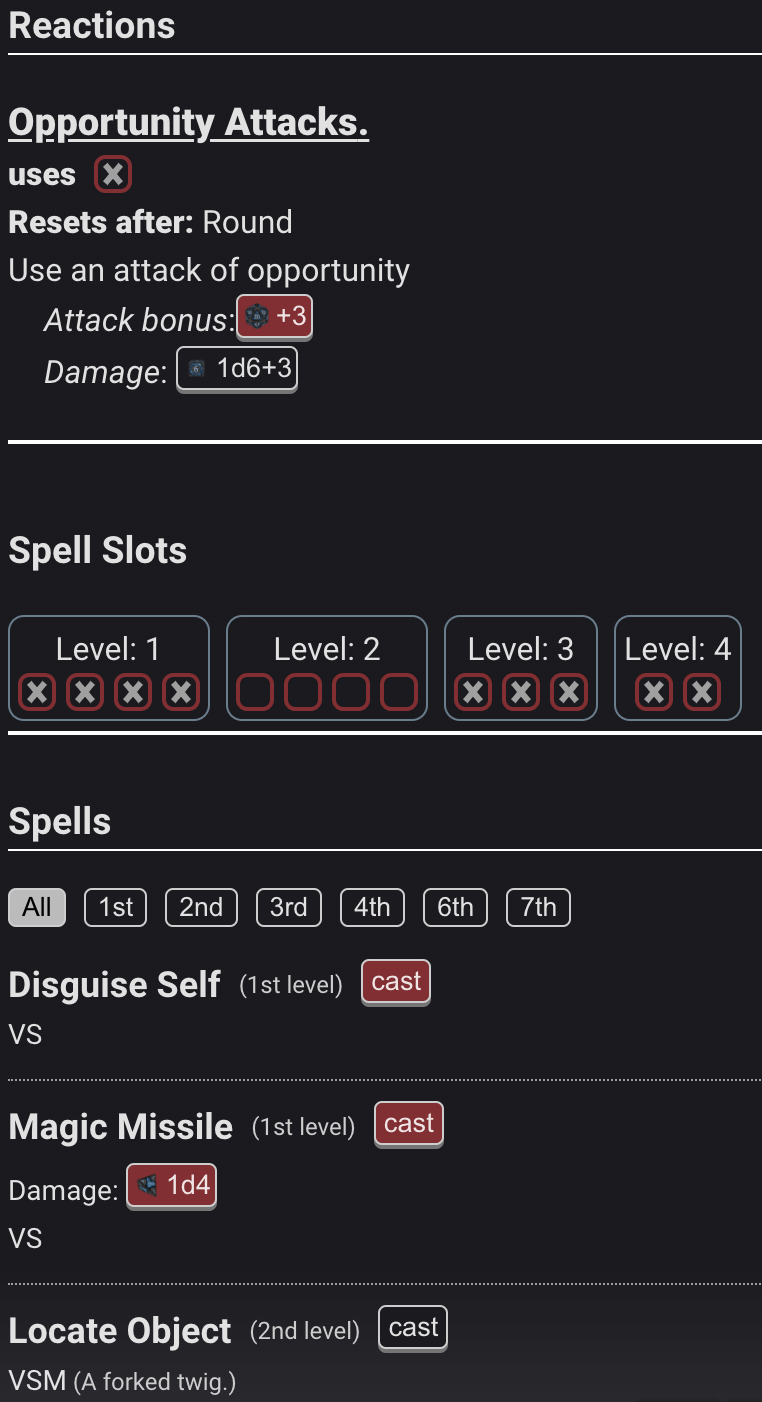 Reactions
Opportunity Attacks.
uses
Resets after: Round
Use an attack of opportunity
Attack bonus: +3
Damage: 1d6+3
Spell Slots
Level: 1 Level: 2 Level: 3 Level: 4
Spells
All 1st 2nd 3rd 4th 6th 7th
Disguise Self (1st level) cast
VS
Magic Missile (1st level) cast
Damage: 1d4
VS
Locate Object (2nd level) cast
VSM (A forked twig.)